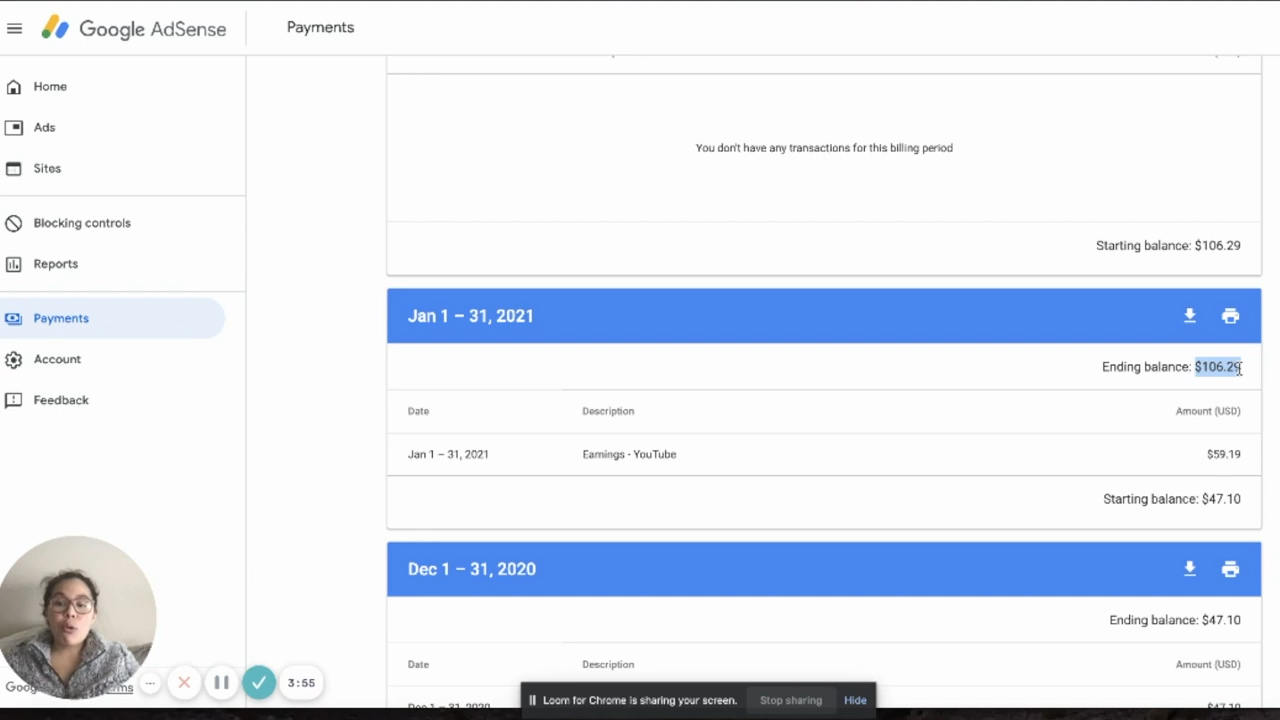 Google AdSense
Payments
Home
Ads
Sites
Blocking controls
Reports
Payments
Account
Feedback
You don't have any transactions for this billing period
Starting balance: $106.29
Jan 1 – 31, 2021
Ending balance: $106.29
Date Description Amount (USD)
Jan 1 – 31, 2021 Earnings - YouTube $59.19
Starting balance: $47.10
Dec 1 – 31, 2020
Ending balance: $47.10
Date Description Amount (USD)
3:55
Loom for Chrome is sharing your screen. Stop sharing Hide